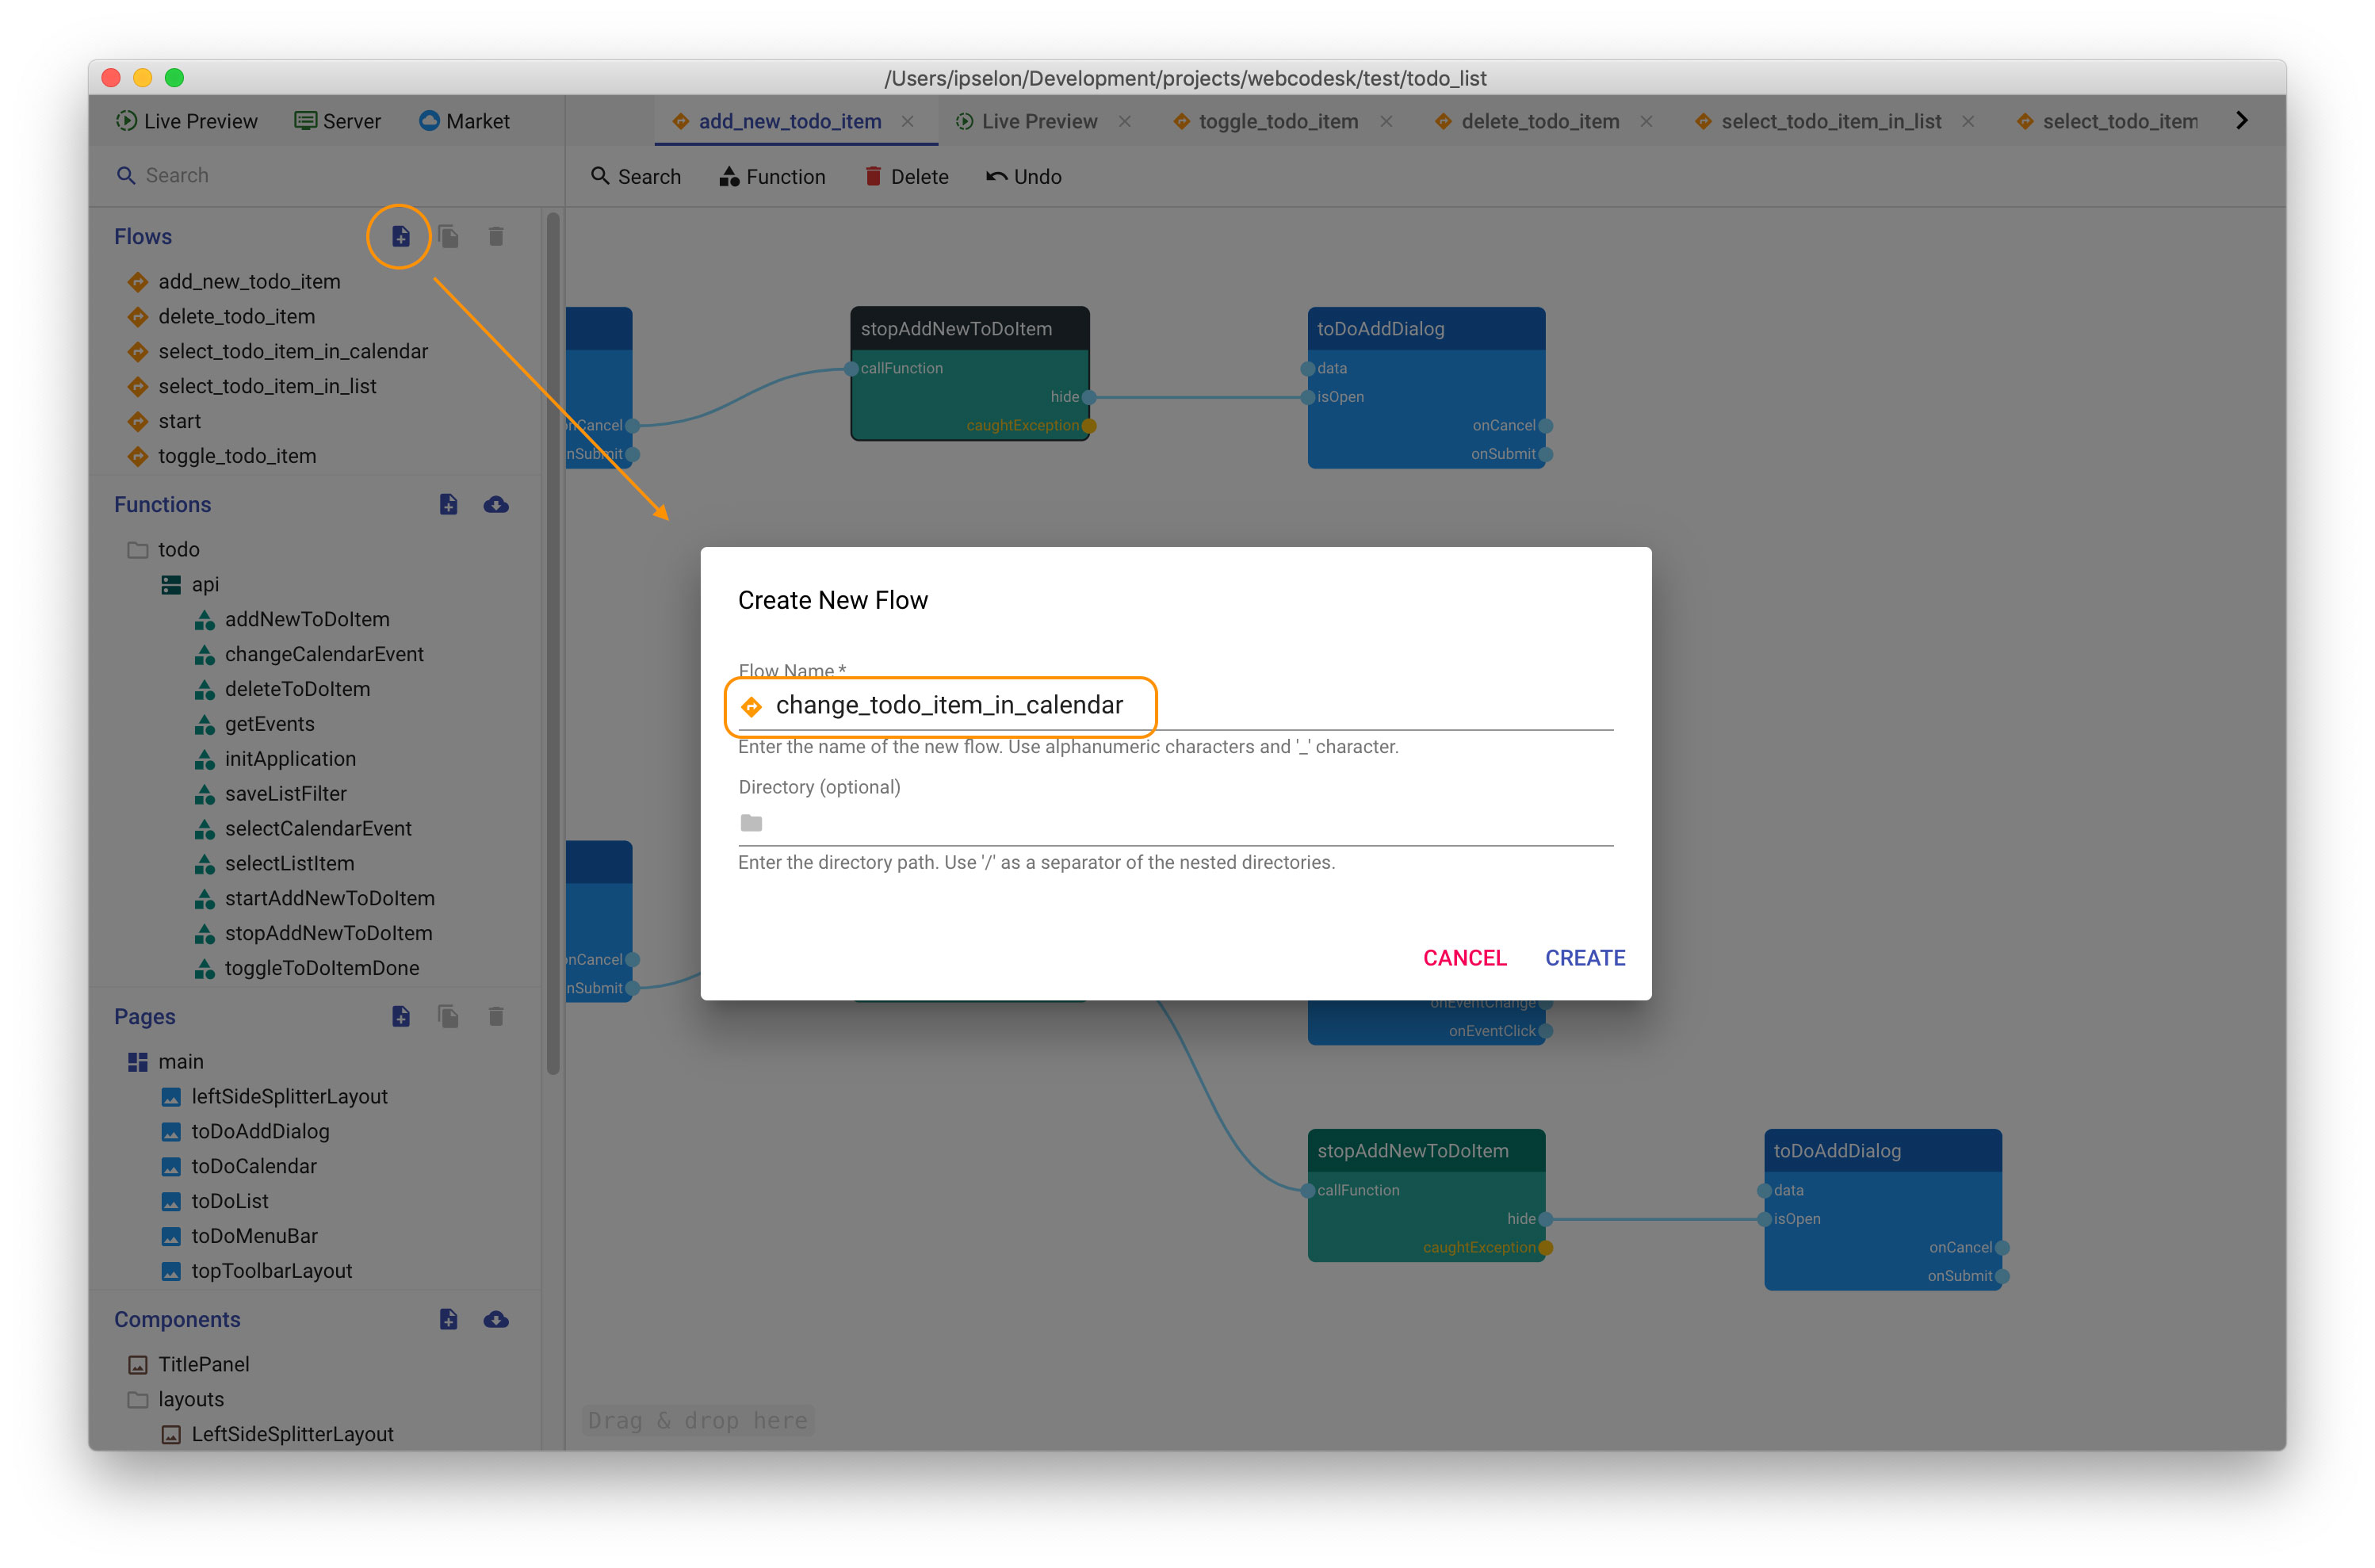 /Users/ipselon/Development/projects/webcodesk/test/todo_list
Live Preview Server Market
add_new_todo_item Live Preview toggle_todo_item delete_todo_item select_todo_item_in_list select_todo_item
Search
Search Function Delete Undo
Flows
add_new_todo_item
delete_todo_item
select_todo_item_in_calendar
select_todo_item_in_list
start
toggle_todo_item
Functions
todo
api
addNewToDoItem
changeCalendarEvent
deleteToDoItem
getEvents
initApplication
saveListFilter
selectCalendarEvent
selectListItem
startAddNewToDoItem
stopAddNewToDoItem
toggleToDoItemDone
Pages
main
leftSideSplitterLayout
toDoAddDialog
toDoCalendar
toDoList
toDoMenuBar
topToolbarLayout
Components
TitlePanel
layouts
LeftSideSplitterLayout
onCancel
nSubmit
stopAddNewToDoItem
callFunction
hide
caughtException
toDoAddDialog
data
isOpen
onCancel
onSubmit
Create New Flow
Flow Name *
change_todo_item_in_calendar
Enter the name of the new flow. Use alphanumeric characters and '_' character.
Directory (optional)
Enter the directory path. Use '/' as a separator of the nested directories.
CANCEL CREATE
onCancel
nSubmit
onEventChange
onEventClick
stopAddNewToDoItem
callFunction
hide
caughtException
toDoAddDialog
data
isOpen
onCancel
onSubmit
Drag & drop here